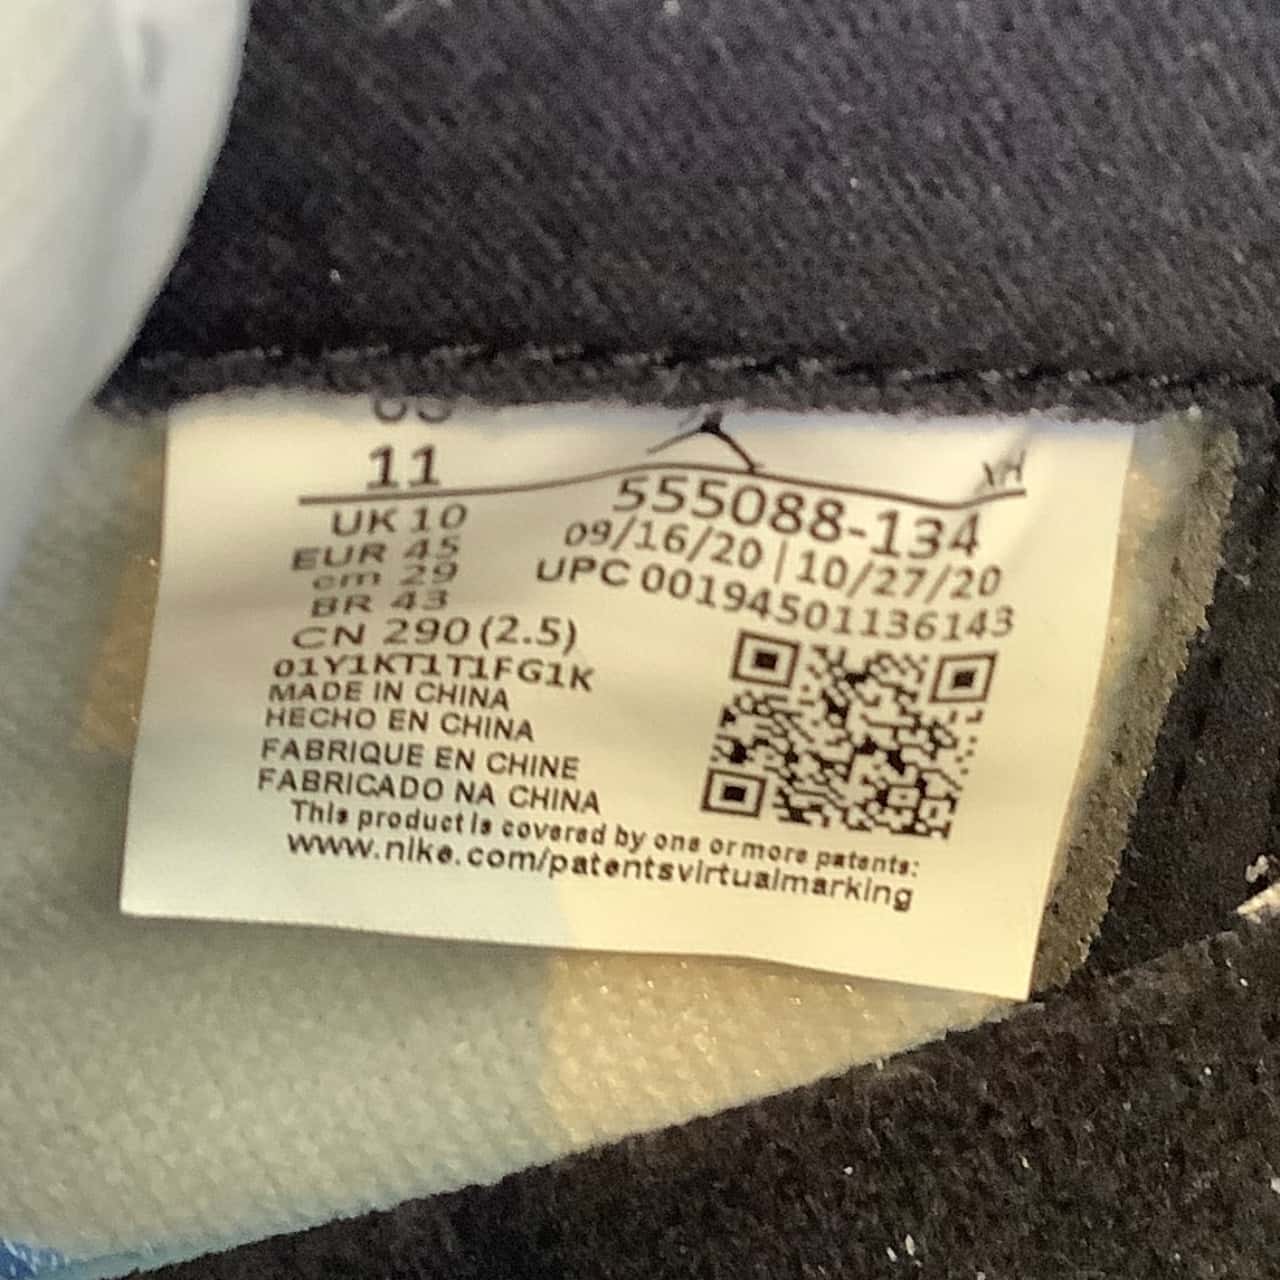 11
XH
UK 10
EUR 45
cm 29
BR 43
CN 290 (2.5)
555088-134
09/16/20 | 10/27/20
UPC 00194501136143
01Y1KT1T1FG1K
MADE IN CHINA
HECHO EN CHINA
FABRIQUE EN CHINE
FABRICADO NA CHINA
This product is covered by one or more patents:
www.nike.com/patentsvirtualmarking